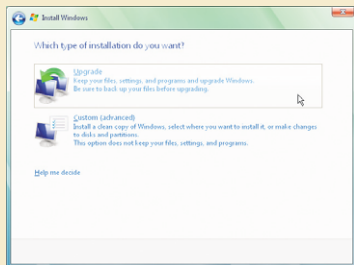 Install Windows
Which type of installation do you want?
Upgrade
Keep your files, settings, and programs and upgrade Windows.
Be sure to back up your files before upgrading.
Custom (advanced)
Install a clean copy of Windows, select where you want to install it, or make changes
to disks and partitions.
This option does not keep your files, settings, and programs.
Help me decide